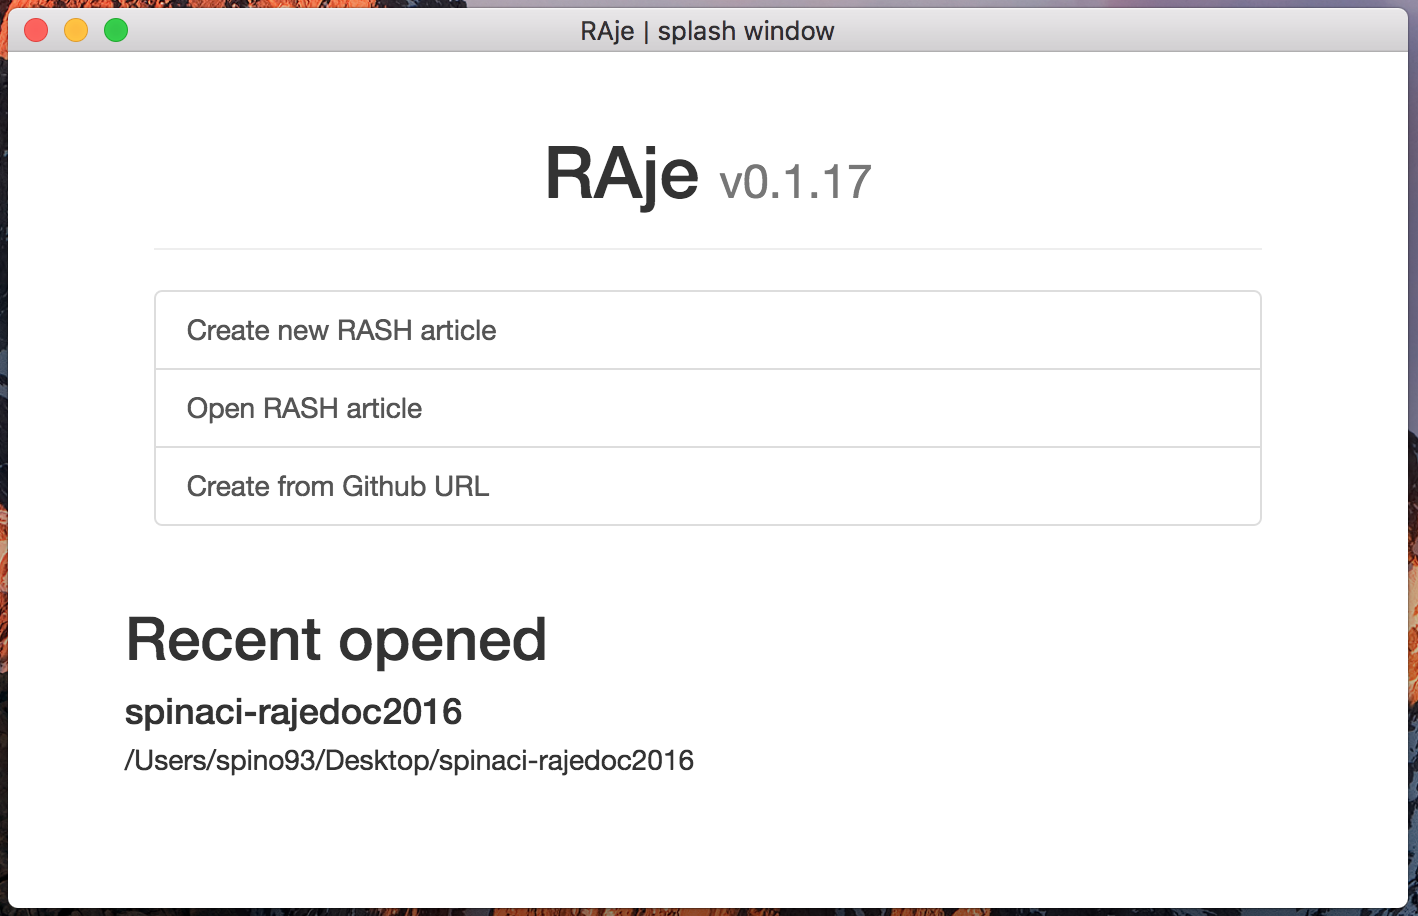 RAje | splash window
RAje v0.1.17
Create new RASH article
Open RASH article
Create from Github URL
Recent opened
spinaci-rajedoc2016
/Users/spino93/Desktop/spinaci-rajedoc2016